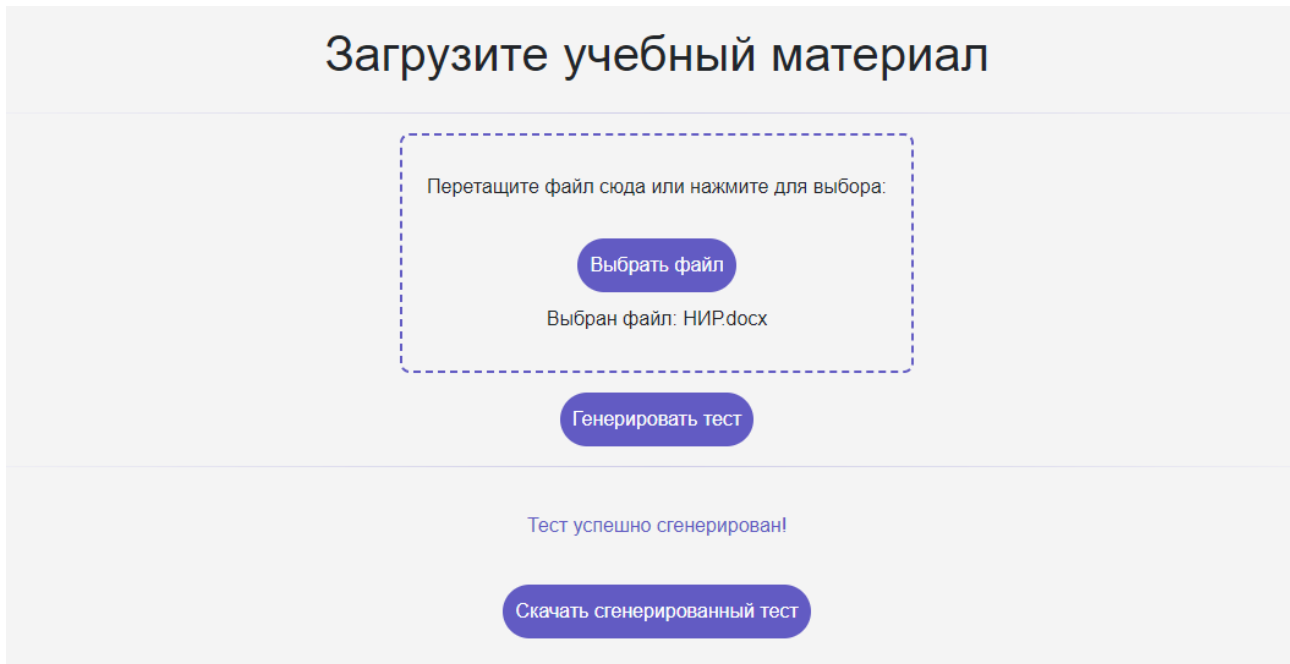 Загрузите учебный материал
Перетащите файл сюда или нажмите для выбора:
Выбрать файл
Выбран файл: НИР.docx
Генерировать тест
Тест успешно сгенерирован!
Скачать сгенерированный тест